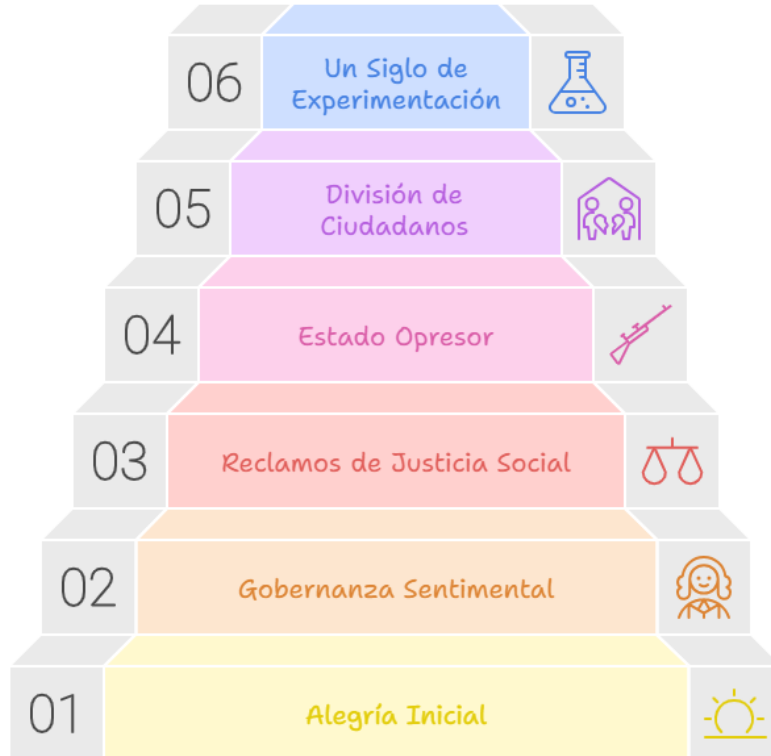 06
Un Siglo de
Experimentación
05
División de
Ciudadanos
04
Estado Opresor
03
Reclamos de Justicia Social
02
Gobernanza Sentimental
01
Alegría Inicial